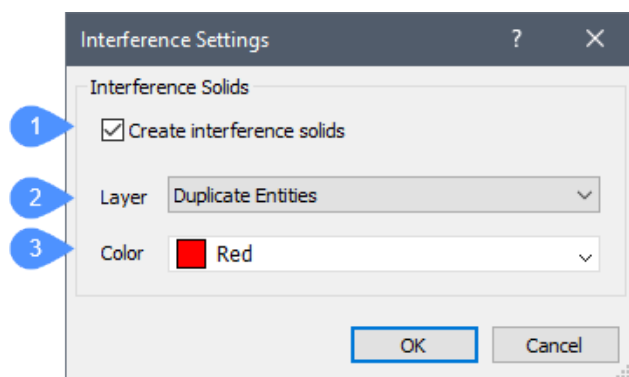 Interference Settings ?
Interference Solids
1 Create interference solids
2 Layer Duplicate Entities
3 Color Red
OK Cancel